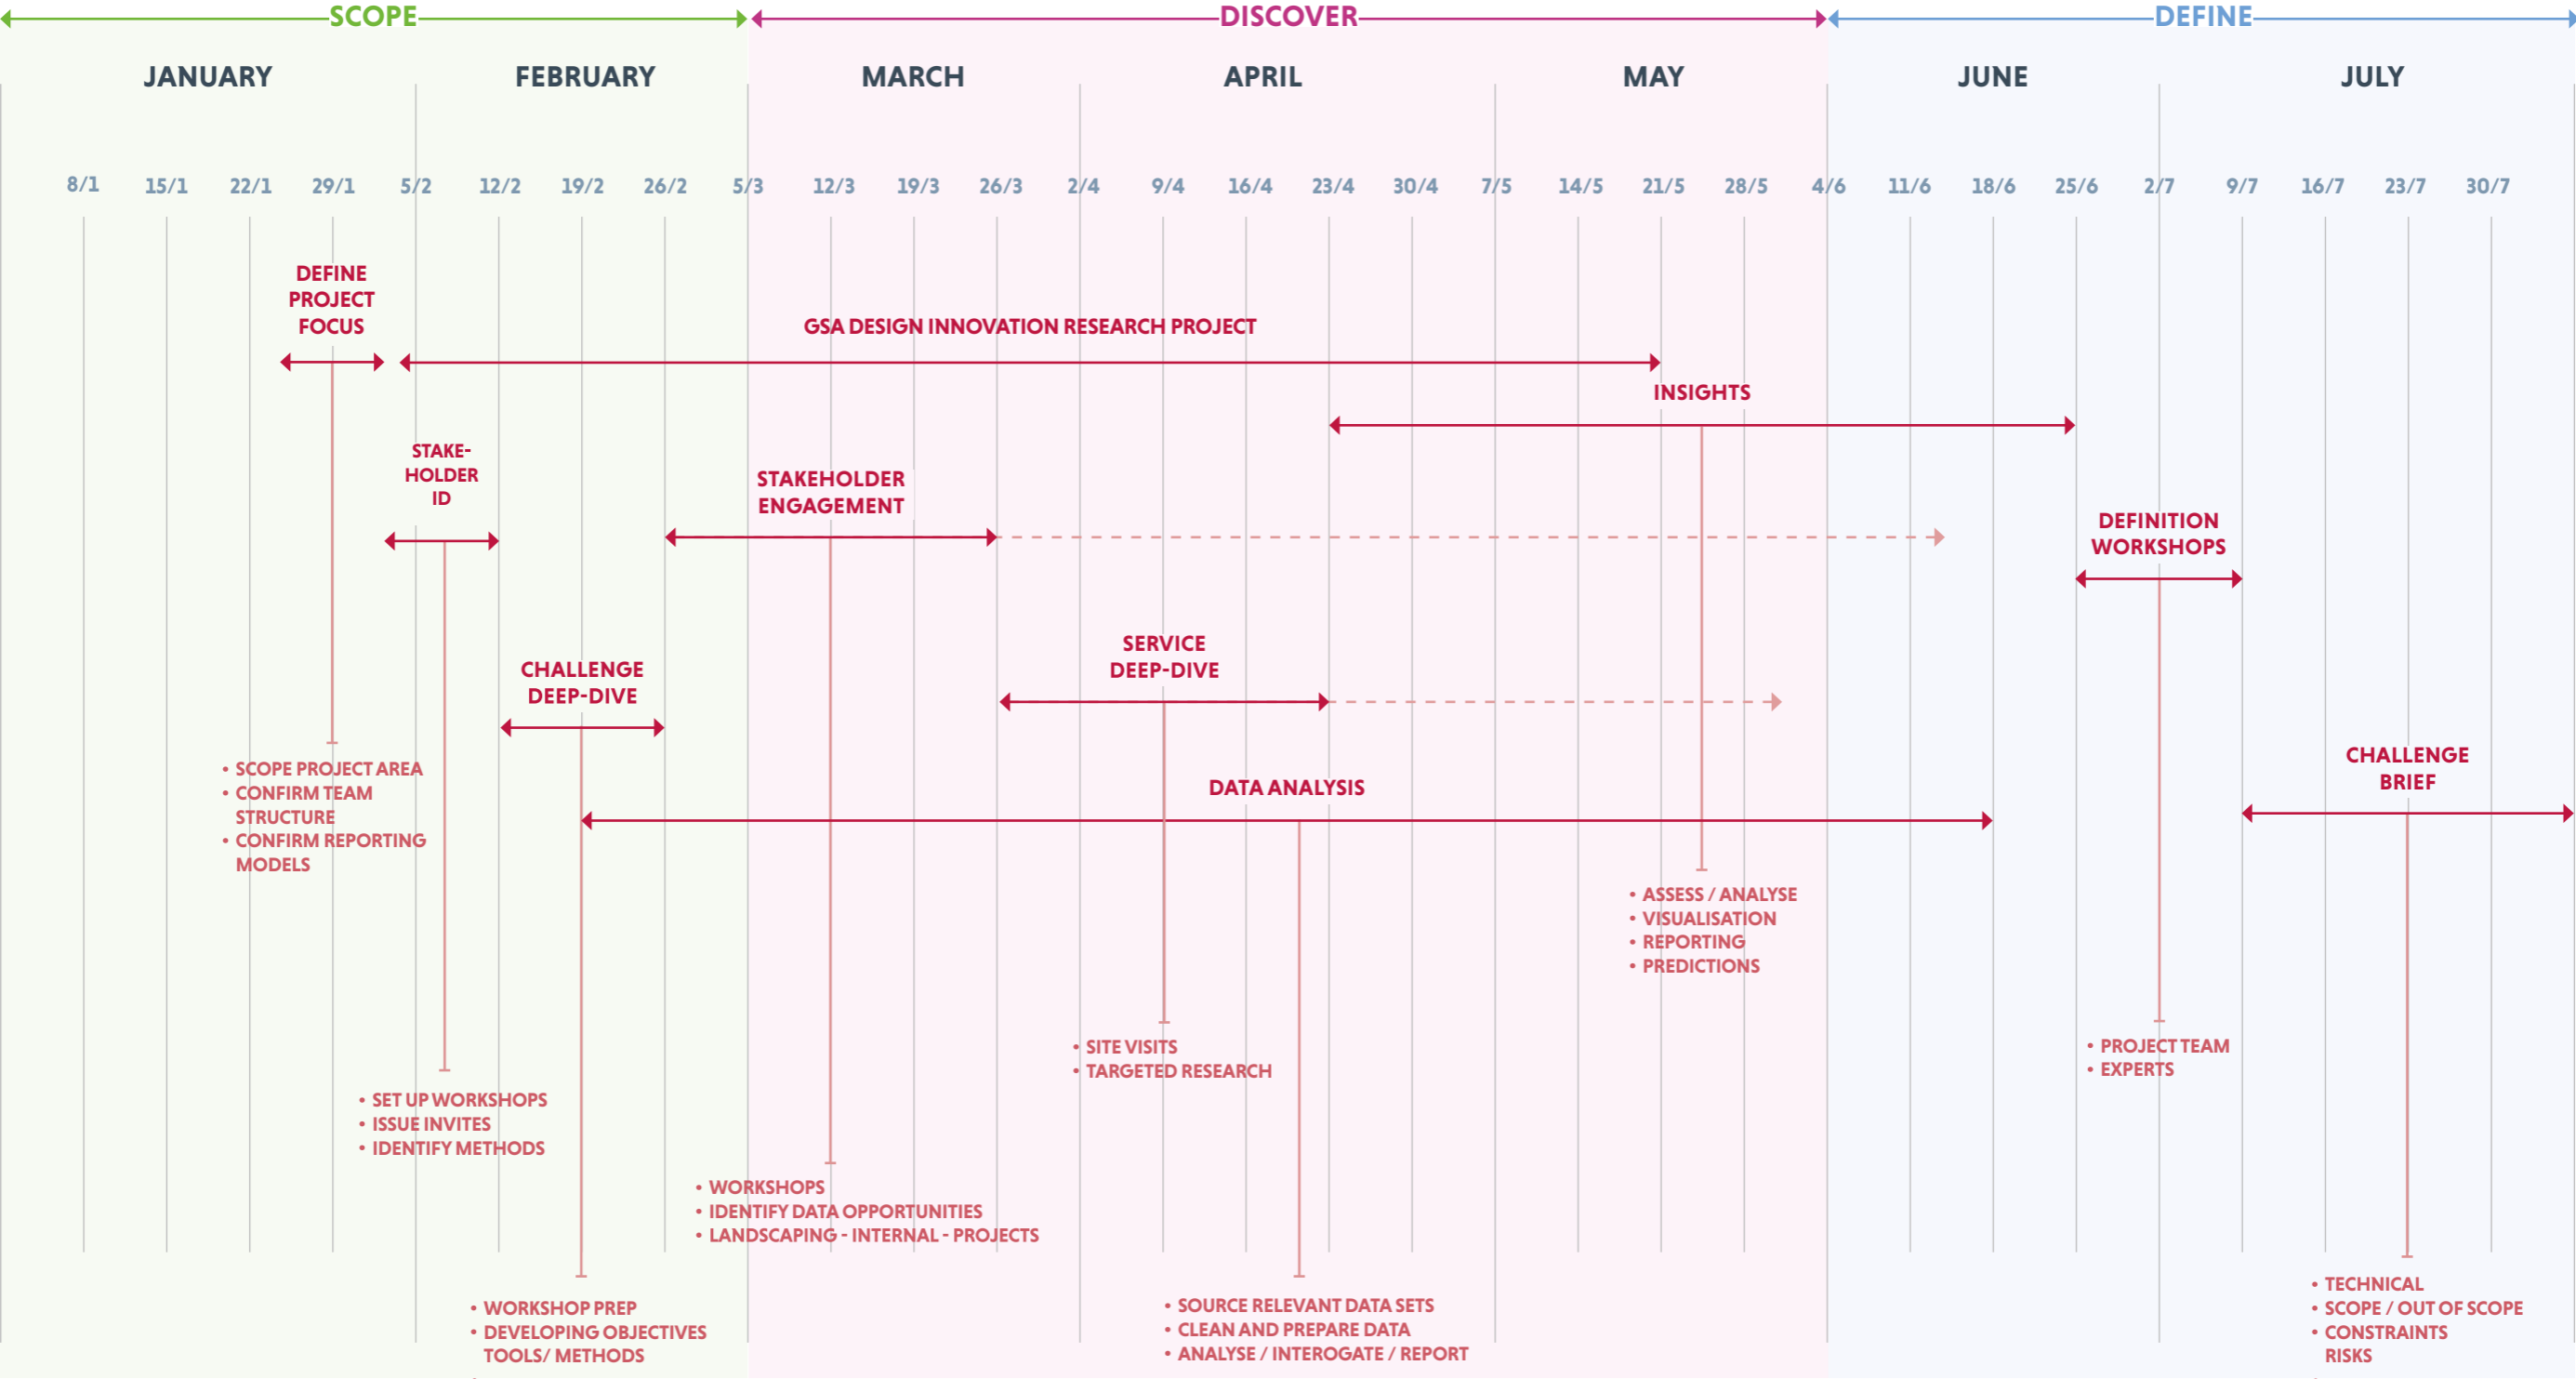 SCOPE
DISCOVER
DEFINE
JANUARY
FEBRUARY
MARCH
APRIL
MAY
JUNE
JULY
8/1
15/1
22/1
29/1
5/2
12/2
19/2
26/2
5/3
12/3
19/3
26/3
2/4
9/4
16/4
23/4
30/4
7/5
14/5
21/5
28/5
4/6
11/6
18/6
25/6
2/7
9/7
16/7
23/7
30/7
DEFINE
PROJECT
FOCUS
GSA DESIGN INNOVATION RESEARCH PROJECT
INSIGHTS
STAKE-
HOLDER
ID
STAKEHOLDER
ENGAGEMENT
DEFINITION
WORKSHOPS
SERVICE
DEEP-DIVE
CHALLENGE
DEEP-DIVE
DATA ANALYSIS
CHALLENGE
BRIEF
• SCOPE PROJECT AREA
• CONFIRM TEAM
STRUCTURE
• CONFIRM REPORTING
MODELS
• ASSESS / ANALYSE
• VISUALISATION
• REPORTING
• PREDICTIONS
• SITE VISITS
• TARGETED RESEARCH
• PROJECT TEAM
• EXPERTS
• SET UP WORKSHOPS
• ISSUE INVITES
• IDENTIFY METHODS
• WORKSHOPS
• IDENTIFY DATA OPPORTUNITIES
• LANDSCAPING - INTERNAL - PROJECTS
• WORKSHOP PREP
• DEVELOPING OBJECTIVES
TOOLS/ METHODS
• SOURCE RELEVANT DATA SETS
• CLEAN AND PREPARE DATA
• ANALYSE / INTEROGATE / REPORT
• TECHNICAL
• SCOPE / OUT OF SCOPE
• CONSTRAINTS
RISKS